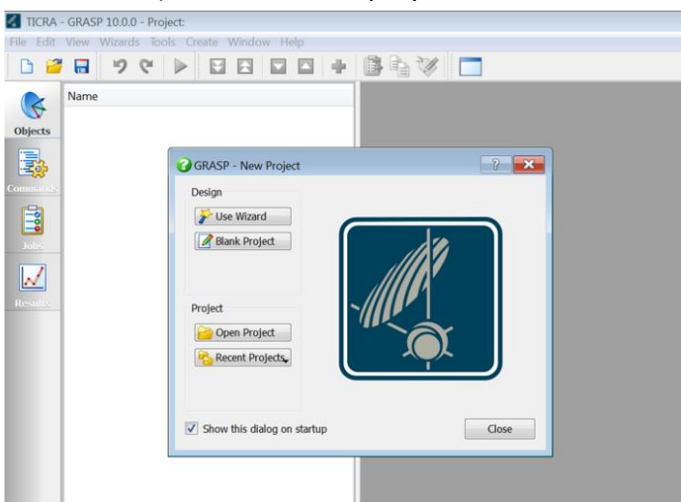 TICRA - GRASP 10.0.0 - Project:
File Edit View Wizards Tools Create Window Help
Name
Objects
Commands
Jobs
Results
GRASP - New Project
Design
Use Wizard
Blank Project
Project
Open Project
Recent Projects
Show this dialog on startup
Close